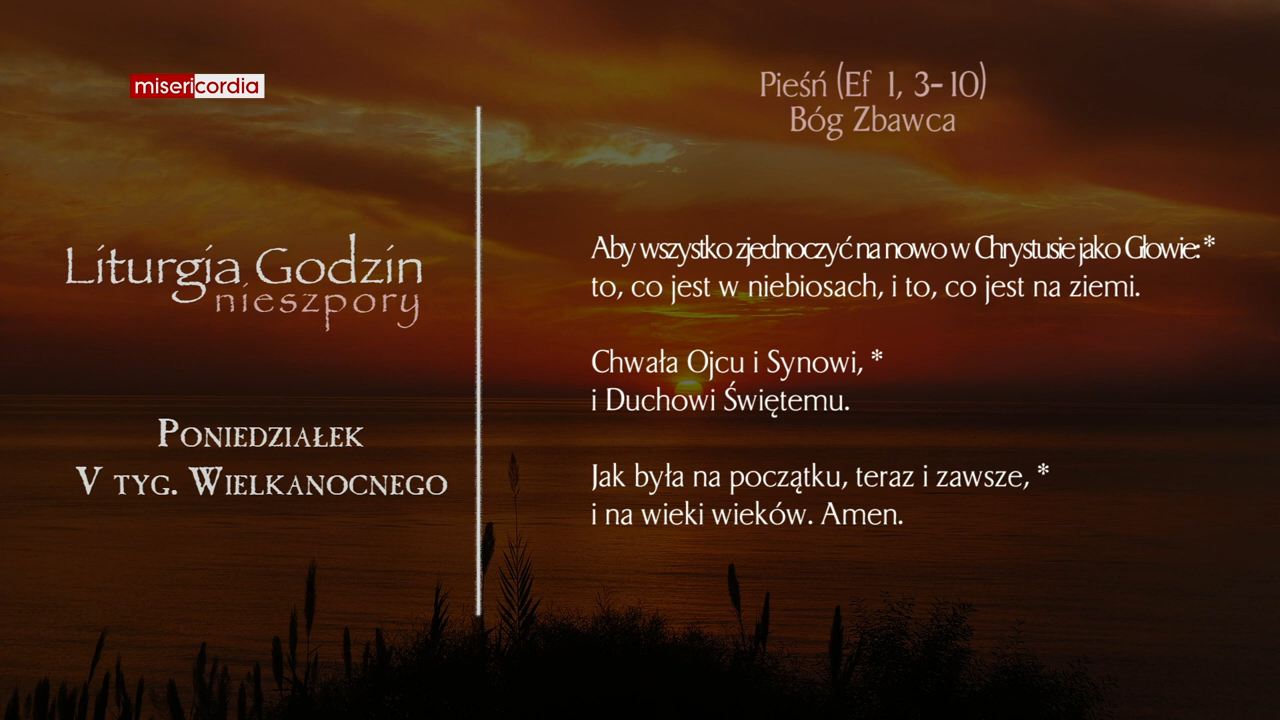 misericordia
Liturgia Godzin
nieszpory
Poniedziałek
V tyg. Wielkanocnego
Pieśń (Ef 1, 3-10)
Bóg Zbawca
Aby wszystko zjednoczyć na nowo w Chrystusie jako Głowie: *
to, co jest w niebiosach, i to, co jest na ziemi.
Chwała Ojcu i Synowi, *
i Duchowi Świętemu.
Jak była na początku, teraz i zawsze, *
i na wieki wieków. Amen.